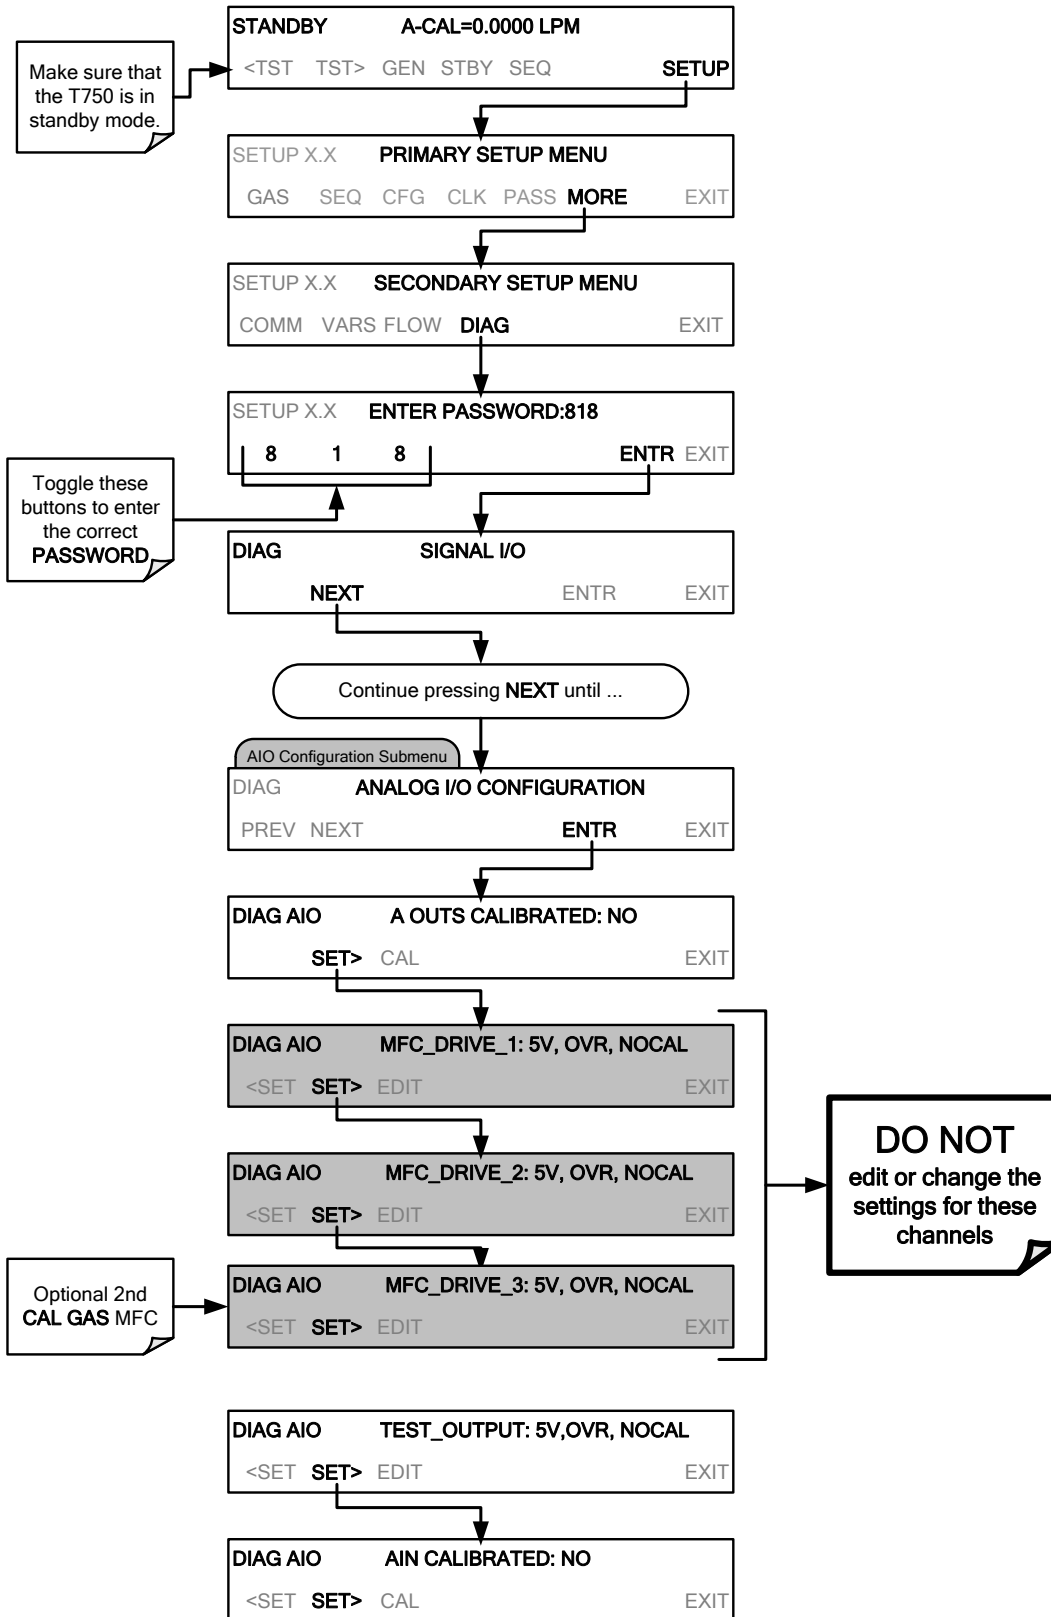 STANDBY A-CAL=0.0000 LPM
<TST TST> GEN STBY SEQ SETUP
Make sure that
the T750 is in
standby mode.
SETUP X.X PRIMARY SETUP MENU
GAS SEQ CFG CLK PASS MORE EXIT
SETUP X.X SECONDARY SETUP MENU
COMM VARS FLOW DIAG EXIT
SETUP X.X ENTER PASSWORD:818
8 1 8 ENTR EXIT
Toggle these
buttons to enter
the correct
PASSWORD
DIAG SIGNAL I/O
NEXT ENTR EXIT
Continue pressing NEXT until ...
AIO Configuration Submenu
DIAG ANALOG I/O CONFIGURATION
PREV NEXT ENTR EXIT
DIAG AIO A OUTS CALIBRATED: NO
SET> CAL EXIT
DIAG AIO MFC_DRIVE_1: 5V, OVR, NOCAL
<SET SET> EDIT EXIT
DIAG AIO MFC_DRIVE_2: 5V, OVR, NOCAL
<SET SET> EDIT EXIT
DO NOT
edit or change the
settings for these
channels
Optional 2nd
CAL GAS MFC
DIAG AIO MFC_DRIVE_3: 5V, OVR, NOCAL
<SET SET> EDIT EXIT
DIAG AIO TEST_OUTPUT: 5V,OVR, NOCAL
<SET SET> EDIT EXIT
DIAG AIO AIN CALIBRATED: NO
<SET SET> CAL EXIT